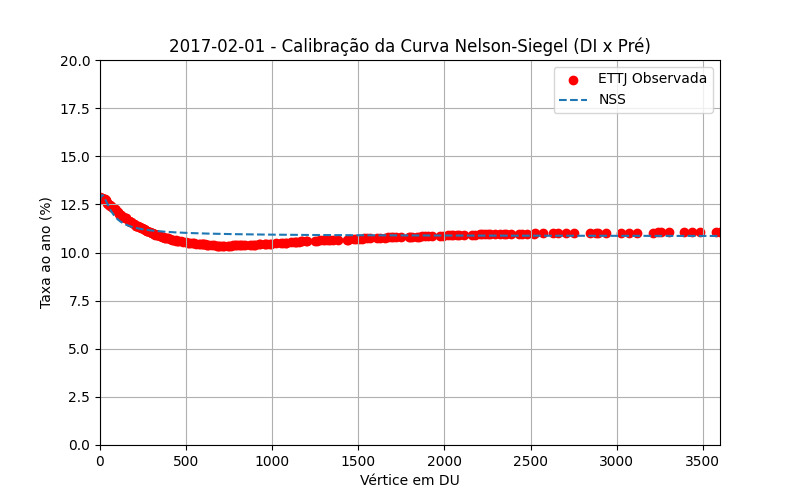 2017-02-01 - Calibração da Curva Nelson-Siegel (DI x Pré)
20.0
17.5
15.0
12.5
10.0
7.5
5.0
2.5
0.0
Taxa ao ano (%)
ETTJ Observada
NSS
0 500 1000 1500 2000 2500 3000 3500
Vértice em DU